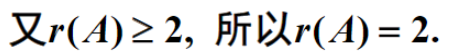 又r(A) ≥ 2, 所以r(A) = 2.